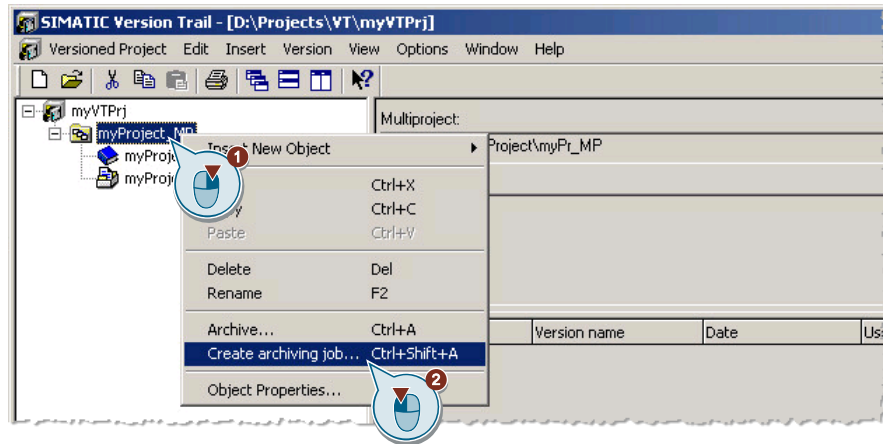 SIMATIC Version Trail - [D:\Projects\VT\myVTPrj]
Versioned Project Edit Insert Version View Options Window Help
myVTPrj
Multiproject:
myProject_MP
Project\myPr_MP
Insert New Object
1
Ctrl+X
Ctrl+C
Paste Ctrl+V
Delete Del
Rename F2
Archive... Ctrl+A
Version name Date
Create archiving job... Ctrl+Shift+A
Object Properties...
2